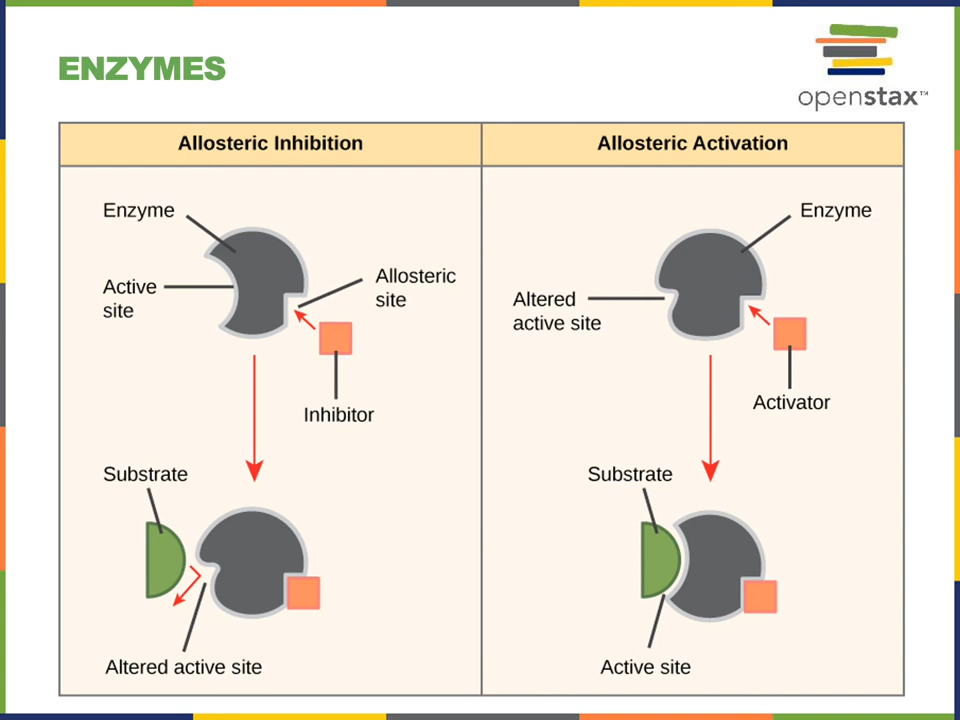 ENZYMES
openstax™
Allosteric Inhibition
Allosteric Activation
Enzyme
Active
site
Allosteric
site
Inhibitor
Substrate
Altered active site
Enzyme
Altered
active site
Activator
Substrate
Active site